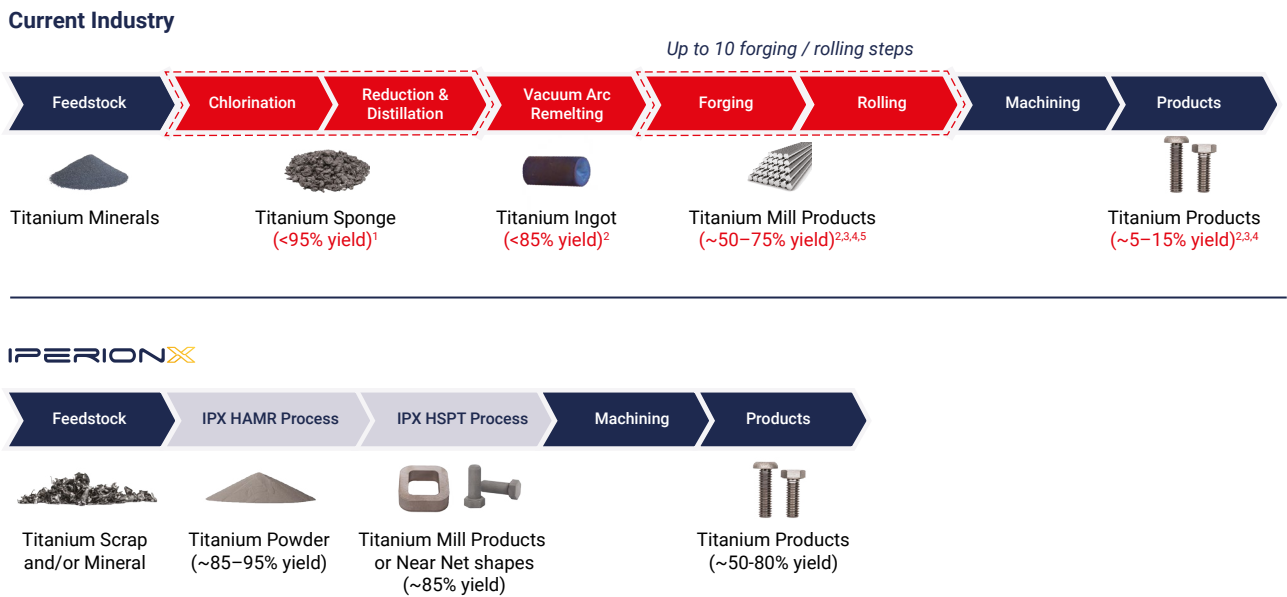 Current Industry
Up to 10 forging / rolling steps
Feedstock
Chlorination
Reduction &
Distillation
Vacuum Arc
Remelting
Forging
Rolling
Machining
Products
Titanium Minerals
Titanium Sponge
(<95% yield)1
Titanium Ingot
(<85% yield)2
Titanium Mill Products
(~50–75% yield)2,3,4,5
Titanium Products
(~5–15% yield)2,3,4
IPERIONX
Feedstock
IPX HAMR Process
IPX HSPT Process
Machining
Products
Titanium Scrap
and/or Mineral
Titanium Powder
(~85–95% yield)
Titanium Mill Products
or Near Net shapes
(~85% yield)
Titanium Products
(~50-80% yield)